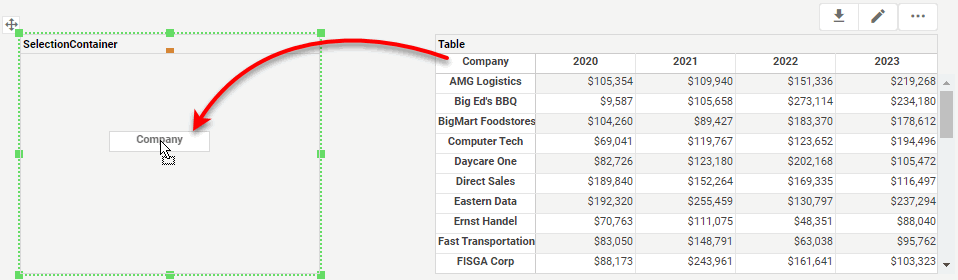 SelectionContainer
Company
Table
Company 2020 2021 2022 2023
AMG Logistics $105,354 $109,940 $151,336 $219,268
Big Ed's BBQ $9,587 $105,658 $273,114 $234,180
BigMart Foodstores $104,260 $89,427 $183,370 $178,612
Computer Tech $69,041 $119,767 $123,652 $194,496
Daycare One $82,726 $123,180 $202,168 $105,472
Direct Sales $189,840 $152,264 $169,335 $116,497
Eastern Data $192,320 $255,459 $130,797 $237,294
Ernst Handel $70,763 $111,075 $48,351 $88,040
Fast Transportation $83,050 $148,791 $63,038 $95,762
FISGA Corp $88,173 $243,961 $161,641 $103,323